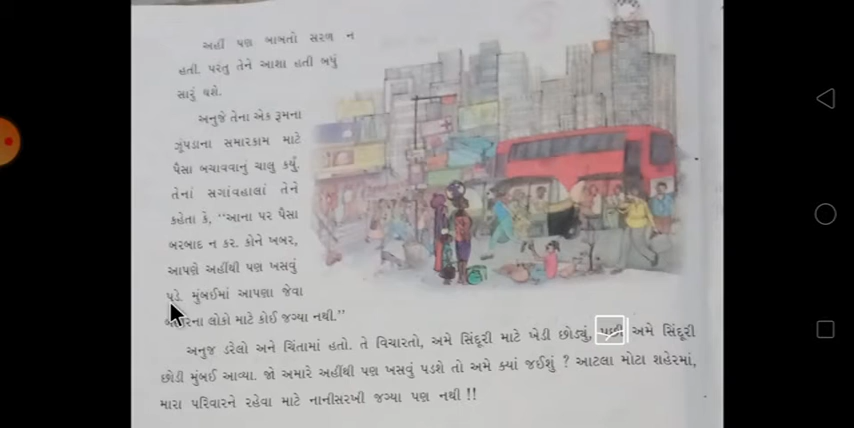 અહીં પણ બાબતો સરળ ન
હતી. પરંતુ તેને આશા હતી બધું
સારું થશે.
અનુજે તેના એક રૂમના
ઝૂંપડાના સમારકામ માટે
પૈસા બચાવવાનું ચાલુ કર્યું.
તેનાં સગાંવહાલાં તેને
કહેતા કે, “આના પર પૈસા
બરબાદ ન કર. કોને ખબર,
આપણે અહીંથી પણ ખસવું
પડે. મુંબઈમાં આપણા જેવા
લોકો માટે કોઈ જગ્યા નથી.”
અનુજ ડરેલો અને ચિંતામાં હતો. તે વિચારતો, અમે સિંદૂરી માટે ખેડી છોડ્યું, અમે સિંદૂરી
છોડી મુંબઈ આવ્યા. જો અમારે અહીંથી પણ ખસવું પડશે તો અમે ક્યાં જઈશું ? આટલા મોટા શહેરમાં,
મારા પરિવારને રહેવા માટે નાનીસરખી જગ્યા પણ નથી !!